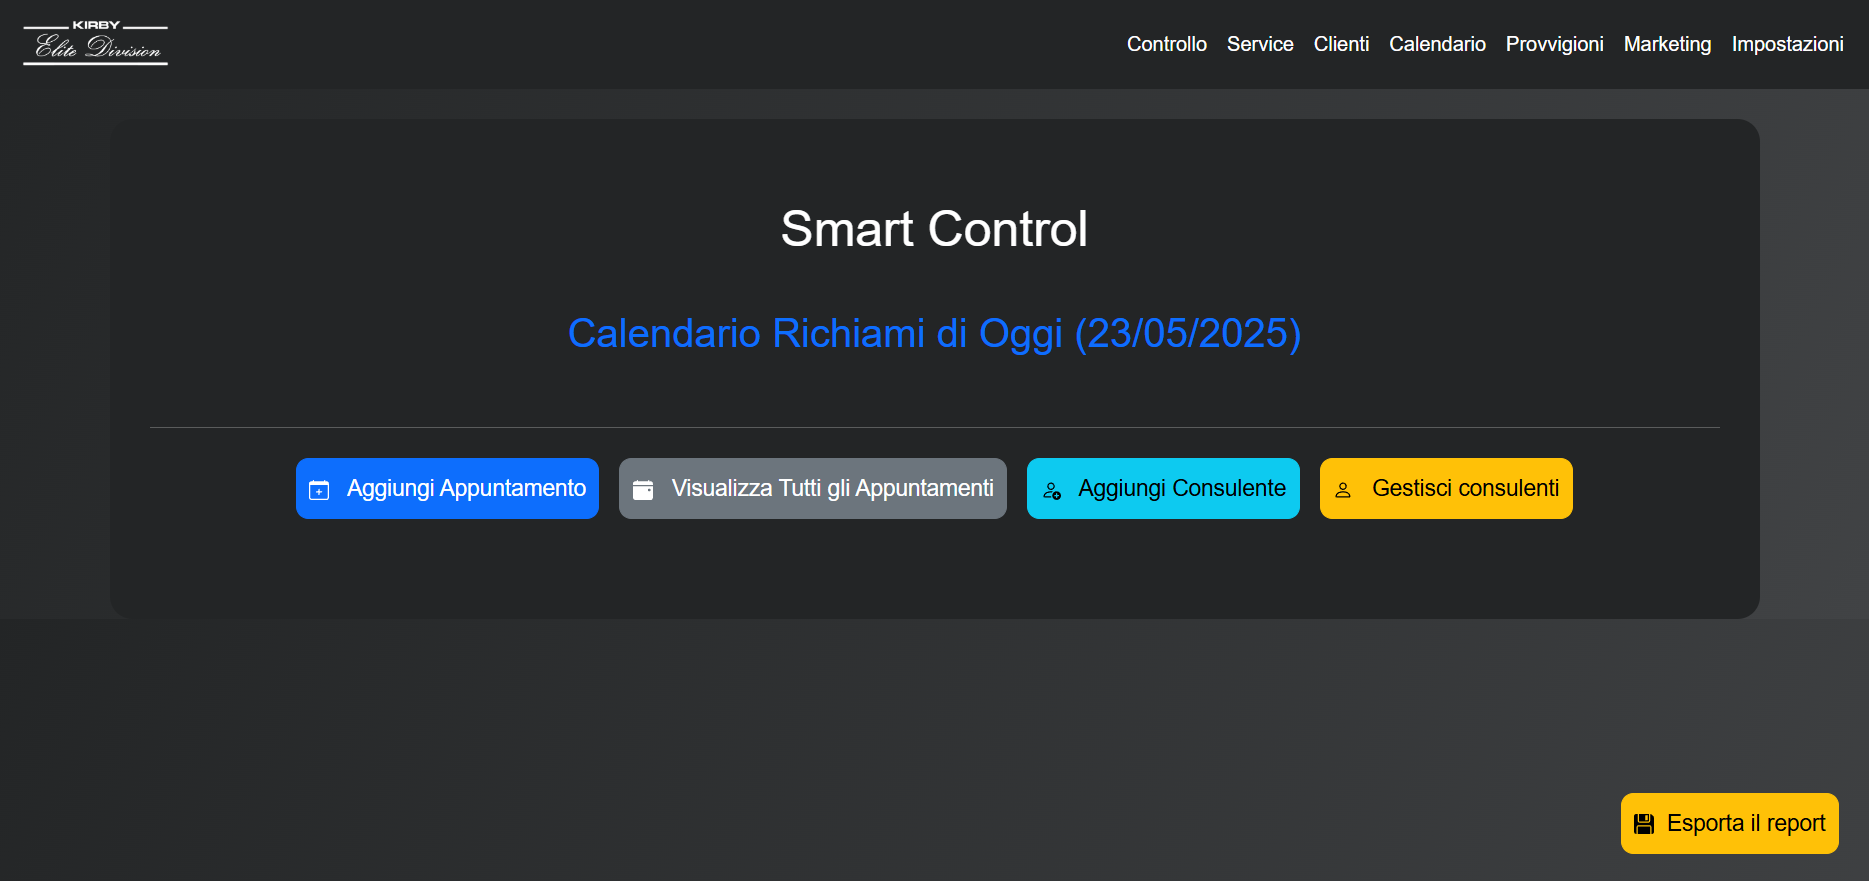 KIRBY
Elite Division
Controllo Service Clienti Calendario Provvigioni Marketing Impostazioni
Smart Control
Calendario Richiami di Oggi (23/05/2025)
Aggiungi Appuntamento Visualizza Tutti gli Appuntamenti Aggiungi Consulente Gestisci consulenti
Esporta il report